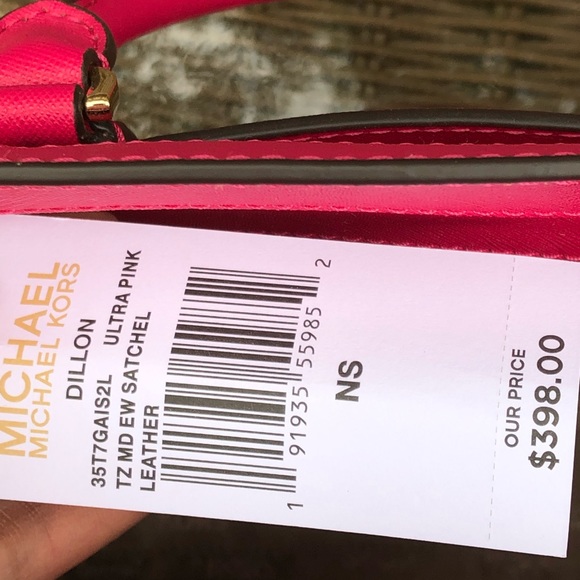 MICHAEL
MICHAEL KORS
DILLON
35T7GAIS2L ULTRA PINK
TZ MD EW SATCHEL
LEATHER
1 91935 55985 2
NS
OUR PRICE
$398.00